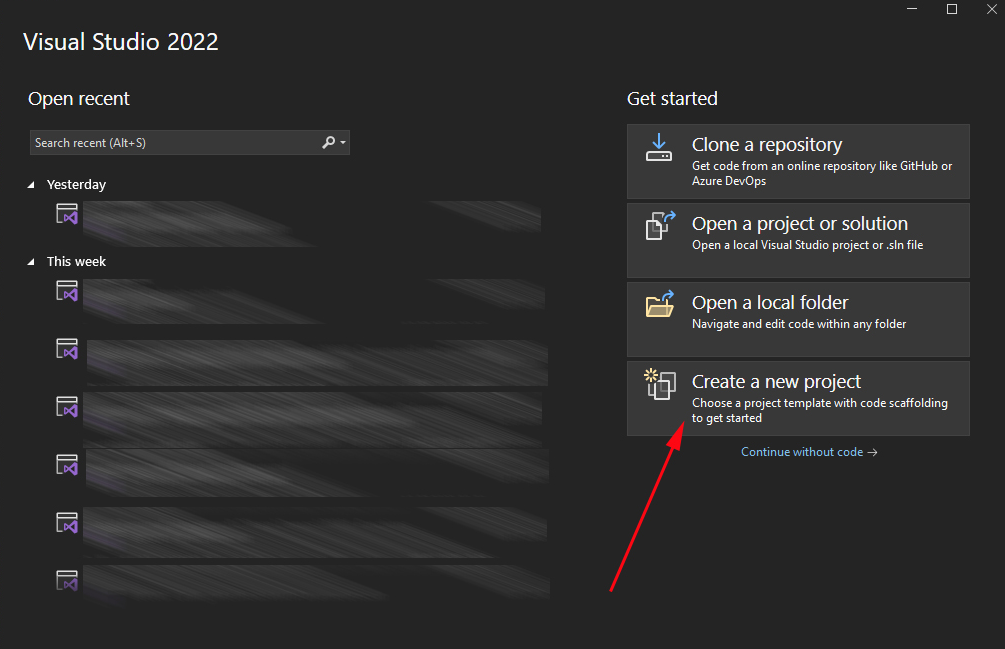 Visual Studio 2022
Open recent
Search recent (Alt+S)
Yesterday
This week
Get started
Clone a repository
Get code from an online repository like GitHub or
Azure DevOps
Open a project or solution
Open a local Visual Studio project or .sln file
Open a local folder
Navigate and edit code within any folder
Create a new project
Choose a project template with code scaffolding
to get started
Continue without code →